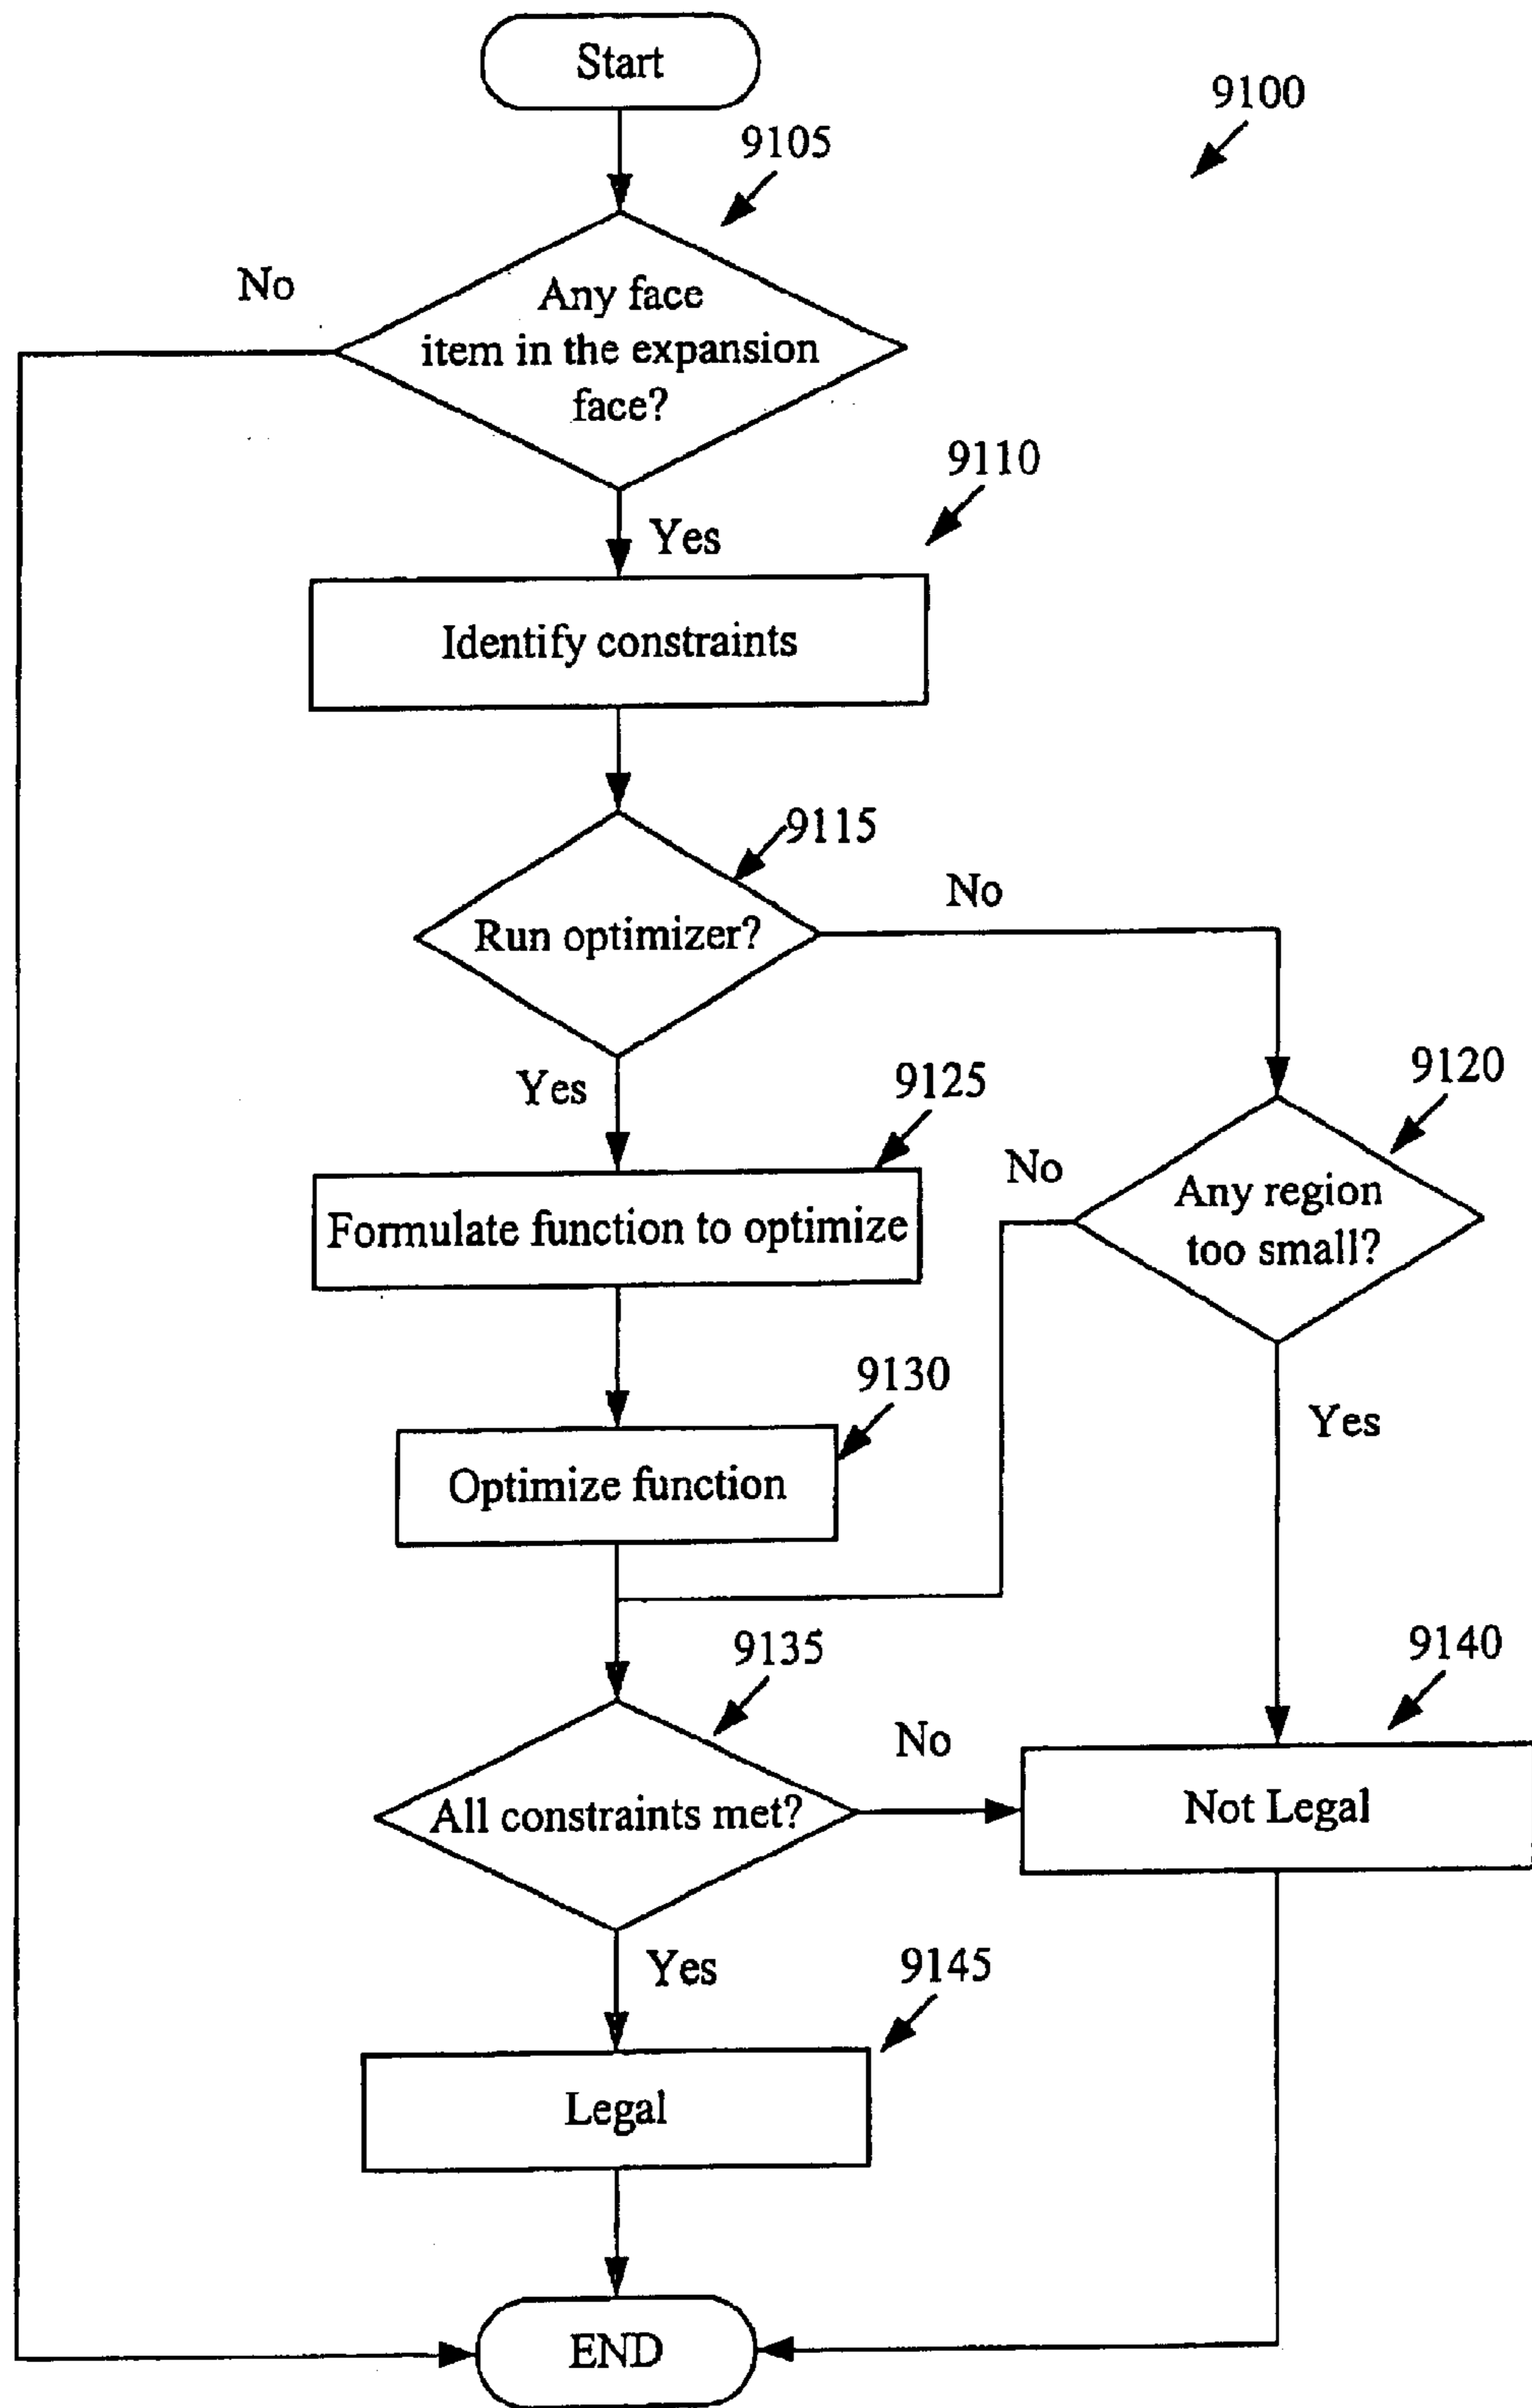 Start
9100
9105
No
Any face
item in the expansion
face?
9110
Yes
Identify constraints
9115
No
Run optimizer?
Yes
9125
9120
No
Any region
too small?
Formulate function to optimize
9130
Yes
Optimize function
9135
9140
No
All constraints met?
Not Legal
Yes
9145
Legal
END